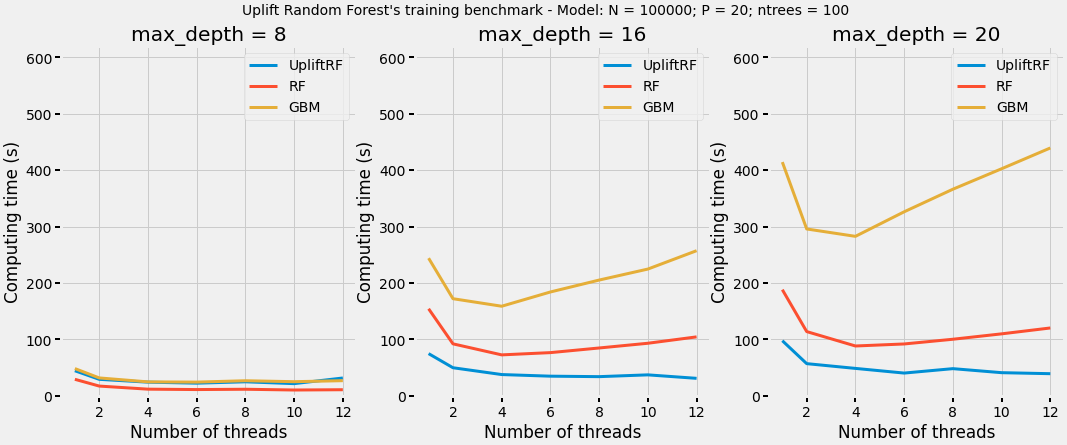 Uplift Random Forest's training benchmark - Model: N = 100000; P = 20; ntrees = 100
max_depth = 8
600
500
400
300
200
100
0
Computing time (s)
2 4 6 8 10 12
Number of threads
UpliftRF
RF
GBM
max_depth = 16
600
500
400
300
200
100
0
Computing time (s)
2 4 6 8 10 12
Number of threads
UpliftRF
RF
GBM
max_depth = 20
600
500
400
300
200
100
0
Computing time (s)
2 4 6 8 10 12
Number of threads
UpliftRF
RF
GBM